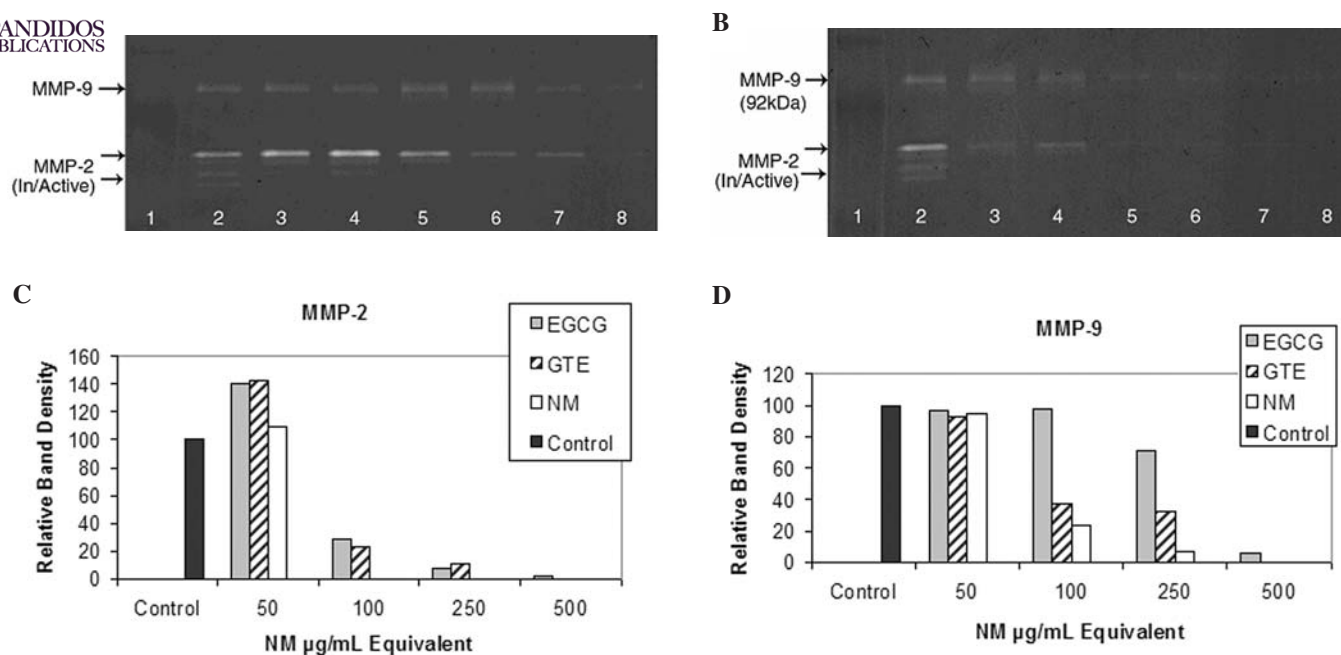 PANDIDOS
BLICATIONS
MMP-9
MMP-2
(In/Active)
1 2 3 4 5 6 7 8
B
MMP-9
(92kDa)
MMP-2
(In/Active)
1 2 3 4 5 6 7 8
C
MMP-2
EGCG
GTE
NM
Control
Relative Band Density
160
140
120
100
80
60
40
20
0
Control 50 100 250 500
NM µg/mL Equivalent
D
MMP-9
EGCG
GTE
NM
Control
Relative Band Density
120
100
80
60
40
20
0
Control 50 100 250 500
NM µg/mL Equivalent